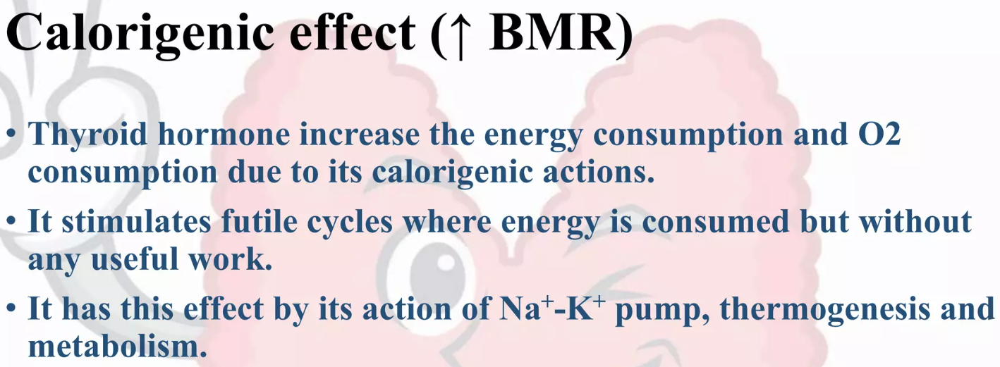 Calorigenic effect (↑ BMR)
• Thyroid hormone increase the energy consumption and O2
consumption due to its calorigenic actions.
• It stimulates futile cycles where energy is consumed but without
any useful work.
• It has this effect by its action of Na⁺-K⁺ pump, thermogenesis and
metabolism.